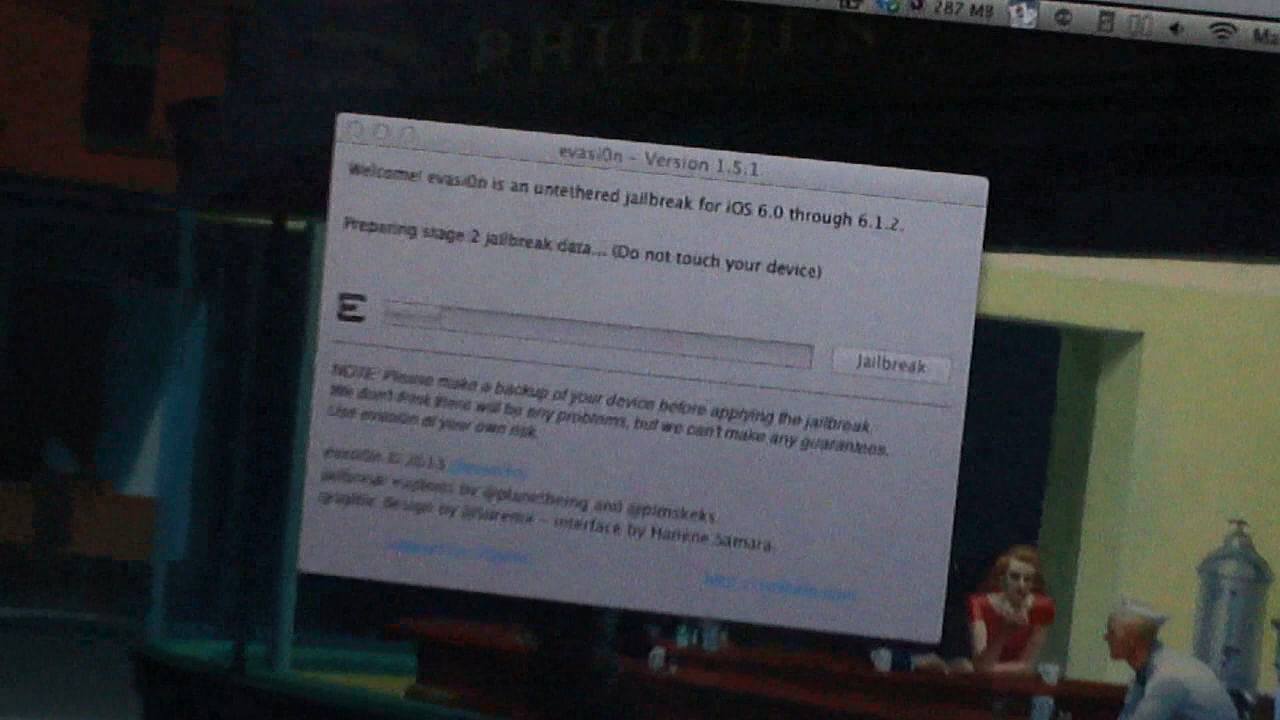 PHILLIES
287 MB
Ma
evasi0n - Version 1.5.1
Welcome! evasi0n is an untethered jailbreak for iOS 6.0 through 6.1.2.
Preparing stage 2 jailbreak data... (Do not touch your device)
Jailbreak
NOTE: Please make a backup of your device before applying the jailbreak.
We don't think there will be any problems, but we can't make any guarantees.
Use evasi0n at your own risk.
evasi0n © 2013
jailbreak exploits by @planetbeing and @pimskeks
graphic design by @Surenix - interface by Hanéne Samara